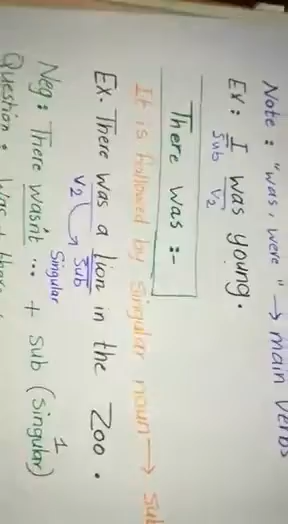 Note : "was, were" → main verbs
Ex: I was young.
Sub V2
There was :-
It is followed by singular noun → sub
Ex. There was a lion in the Zoo.
V2 → Sub
Singular
Neg: There wasn't ... + sub (singular)
1
Question :